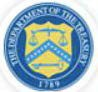 THE DEPARTMENT OF THE TREASURY
1789